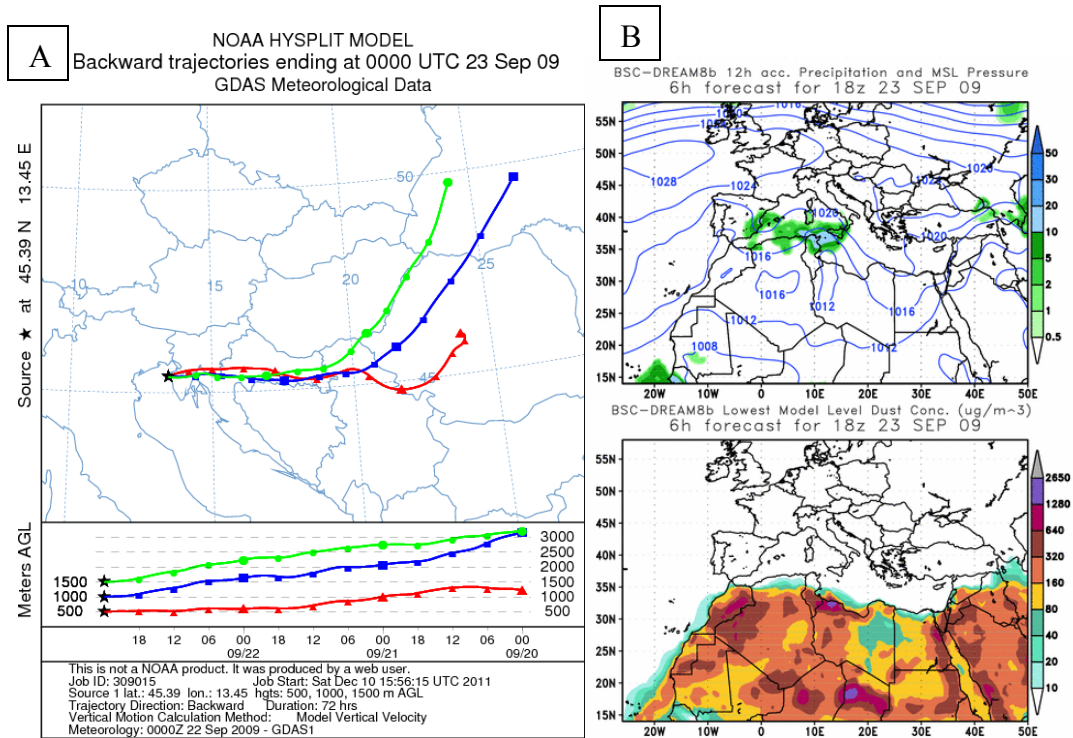 A
NOAA HYSPLIT MODEL
Backward trajectories ending at 0000 UTC 23 Sep 09
GDAS Meteorological Data
Source ★ at 45.39 N 13.45 E
50
10
15
20
25
45
Meters AGL
1500
1000
500
3000
2500
2000
1500
1000
500
18 12 06 00 18 12 06 00 18 12 06 00
09/22 09/21 09/20
This is not a NOAA product. It was produced by a web user.
Job ID: 309015 Job Start: Sat Dec 10 15:56:15 UTC 2011
Source 1 lat.: 45.39 lon.: 13.45 hgts: 500, 1000, 1500 m AGL
Trajectory Direction: Backward Duration: 72 hrs
Vertical Motion Calculation Method: Model Vertical Velocity
Meteorology: 0000Z 22 Sep 2009 - GDAS1
B
BSC-DREAM8b 12h acc. Precipitation and MSL Pressure
6h forecast for 18z 23 SEP 09
55N
50N
45N
40N
35N
30N
25N
20N
15N
20W 10W 0 10E 20E 30E 40E 50E
1016
1028
1024
1020
1020
1020
1016
1016
1012
1016
1012
1012
1008
50
30
20
10
5
2
1
0.5
BSC-DREAM8b Lowest Model Level Dust Conc. (ug/m^3)
6h forecast for 18z 23 SEP 09
55N
50N
45N
40N
35N
30N
25N
20N
15N
20W 10W 0 10E 20E 30E 40E 50E
2650
1280
640
320
160
80
40
20
10